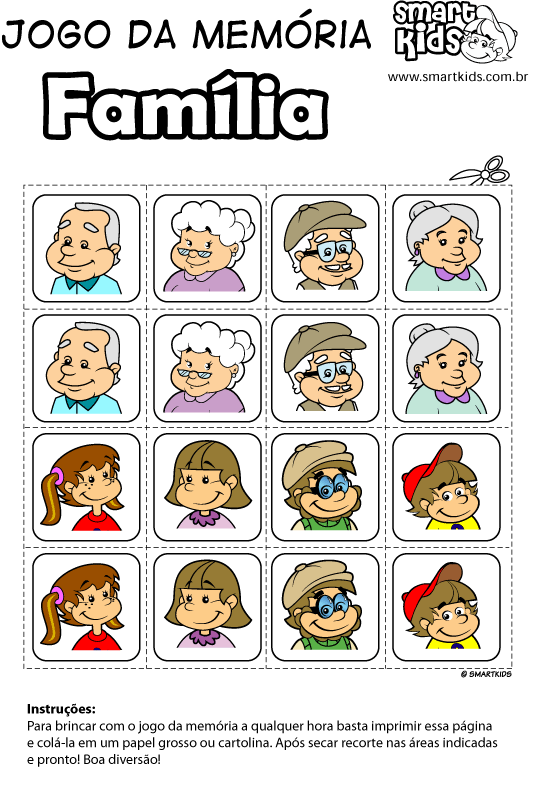 JOGO DA MEMÓRIA
smart
kids
www.smartkids.com.br
Família
© SMARTKIDS
Instruções:
Para brincar com o jogo da memória a qualquer hora basta imprimir essa página
e colá-la em um papel grosso ou cartolina. Após secar recorte nas áreas indicadas
e pronto! Boa diversão!